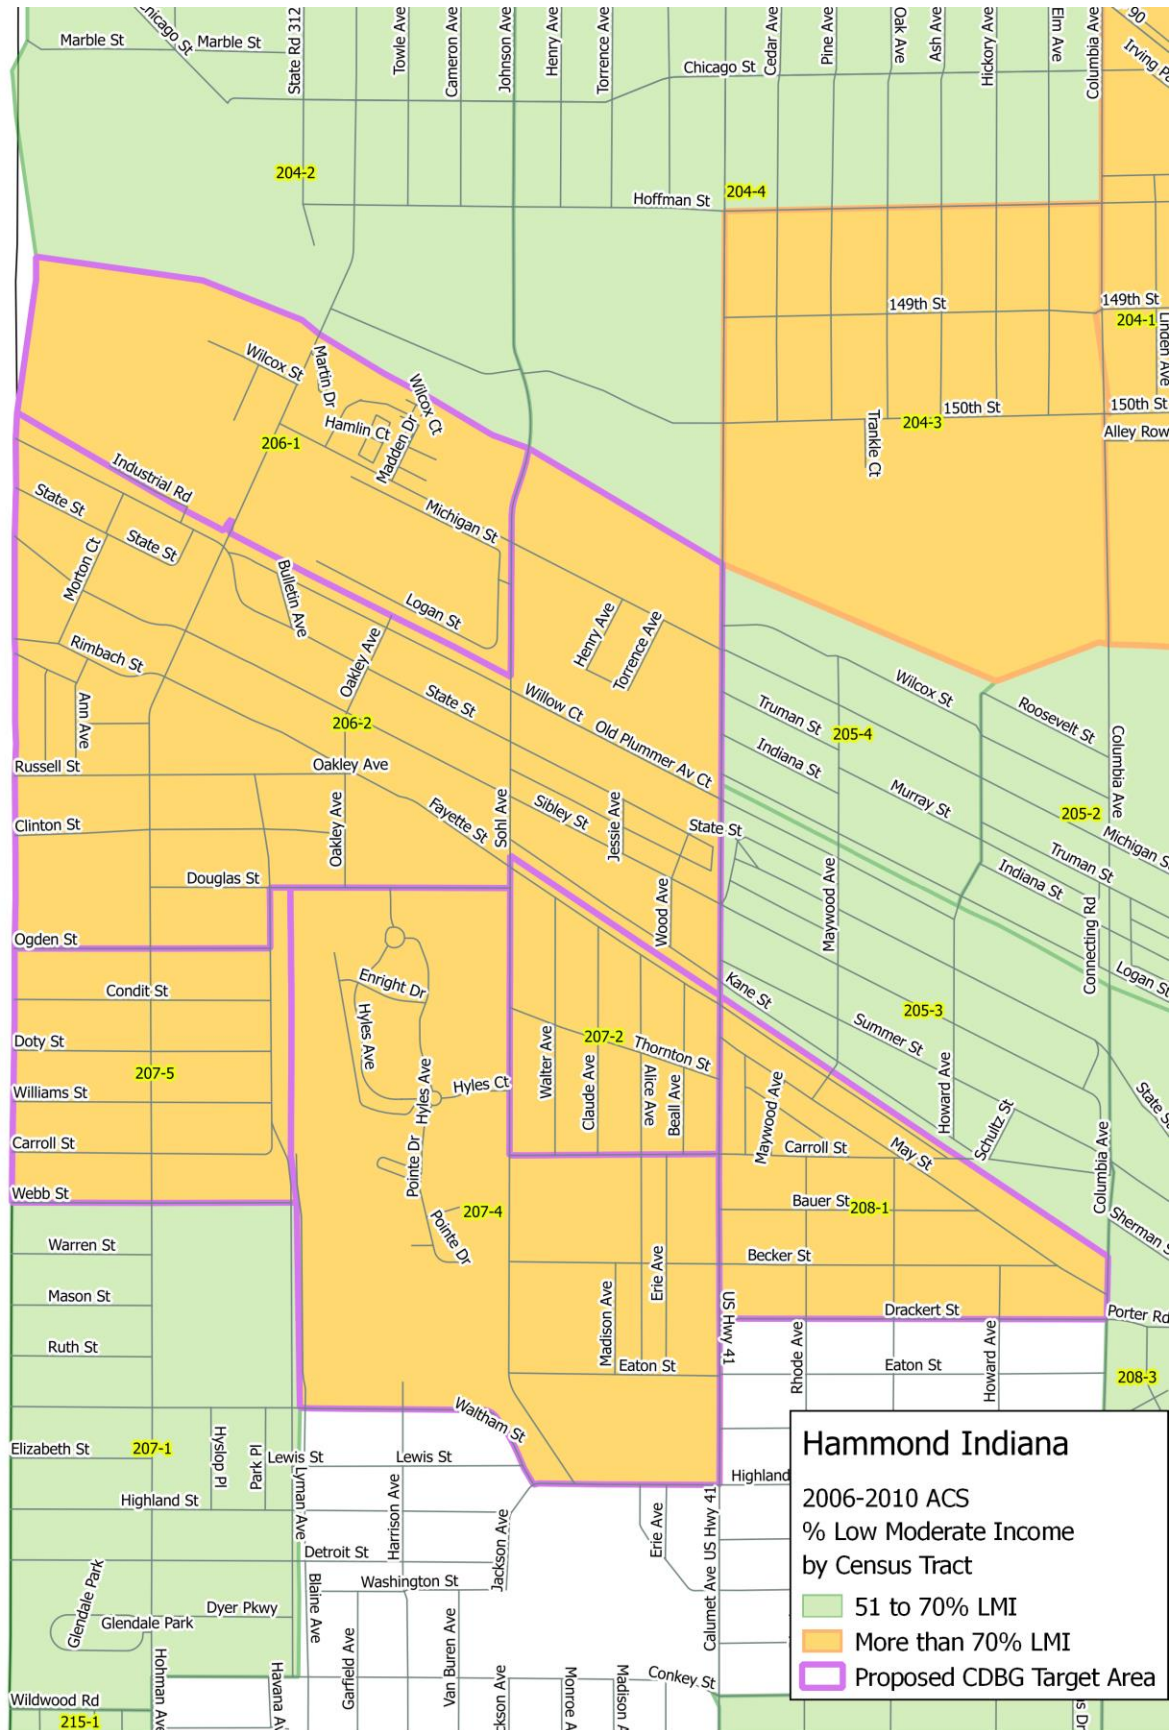 Marble St
Chicago St
Marble St
State Rd 312
Towle Ave
Cameron Ave
Johnson Ave
Henry Ave
Torrence Ave
Chicago St
Cedar Ave
Pine Ave
Oak Ave
Ash Ave
Hickory Ave
Elm Ave
Columbia Ave
90
204-2
Hoffman St
204-4
149th St
149th St
204-1
Linden Ave
Wilcox St
Martin Dr
Wilcox Ct
Hamlin Ct
Madden Dr
206-1
150th St
150th St
204-3
Trankle Ct
Alley Row
Industrial Rd
State St
State St
Michigan St
Morton Ct
Bulletin Ave
Logan St
Henry Ave
Torrence Ave
Rimbach St
Oakley Ave
State St
Willow Ct
Old Plummer Av Ct
Wilcox St
Roosevelt St
Ann Ave
206-2
Truman St
205-4
Indiana St
Columbia Ave
Russell St
Oakley Ave
Murray St
205-2
Michigan St
Clinton St
Oakley Ave
Fayette St
Sohl Ave
Sibley St
Jessie Ave
State St
Truman St
Indiana St
Douglas St
Wood Ave
Maywood Ave
Connecting Rd
Ogden St
Logan St
Condit St
Enright Dr
Kane St
205-3
Hyles Ave
Doty St
207-5
Walter Ave
207-2
Claude Ave
Thornton St
Summer St
Williams St
Hyles Ave
Hyles Ct
Alice Ave
Beall Ave
Maywood Ave
Howard Ave
Schultz St
Carroll St
Pointe Dr
Carroll St
May St
Columbia Ave
Webb St
207-4
Pointe Dr
Bauer St
208-1
Warren St
Erie Ave
Becker St
Mason St
Madison Ave
US Hwy 41
Drackert St
Porter Rd
Ruth St
Eaton St
Rhode Ave
Eaton St
Howard Ave
208-3
Waltham St
Elizabeth St
207-1
Hyslop Pl
Park Pl
Lewis St
Lewis St
Highland
Highland St
Lyman Ave
Harrison Ave
Jackson Ave
Erie Ave
Calumet Ave US Hwy 41
Detroit St
Washington St
Glendale Park
Glendale Park
Dyer Pkwy
Blaine Ave
Garfield Ave
Van Buren Ave
Conkey St
Hohman Ave
Wildwood Rd
215-1
Hammond Indiana
2006-2010 ACS
% Low Moderate Income
by Census Tract
51 to 70% LMI
More than 70% LMI
Proposed CDBG Target Area